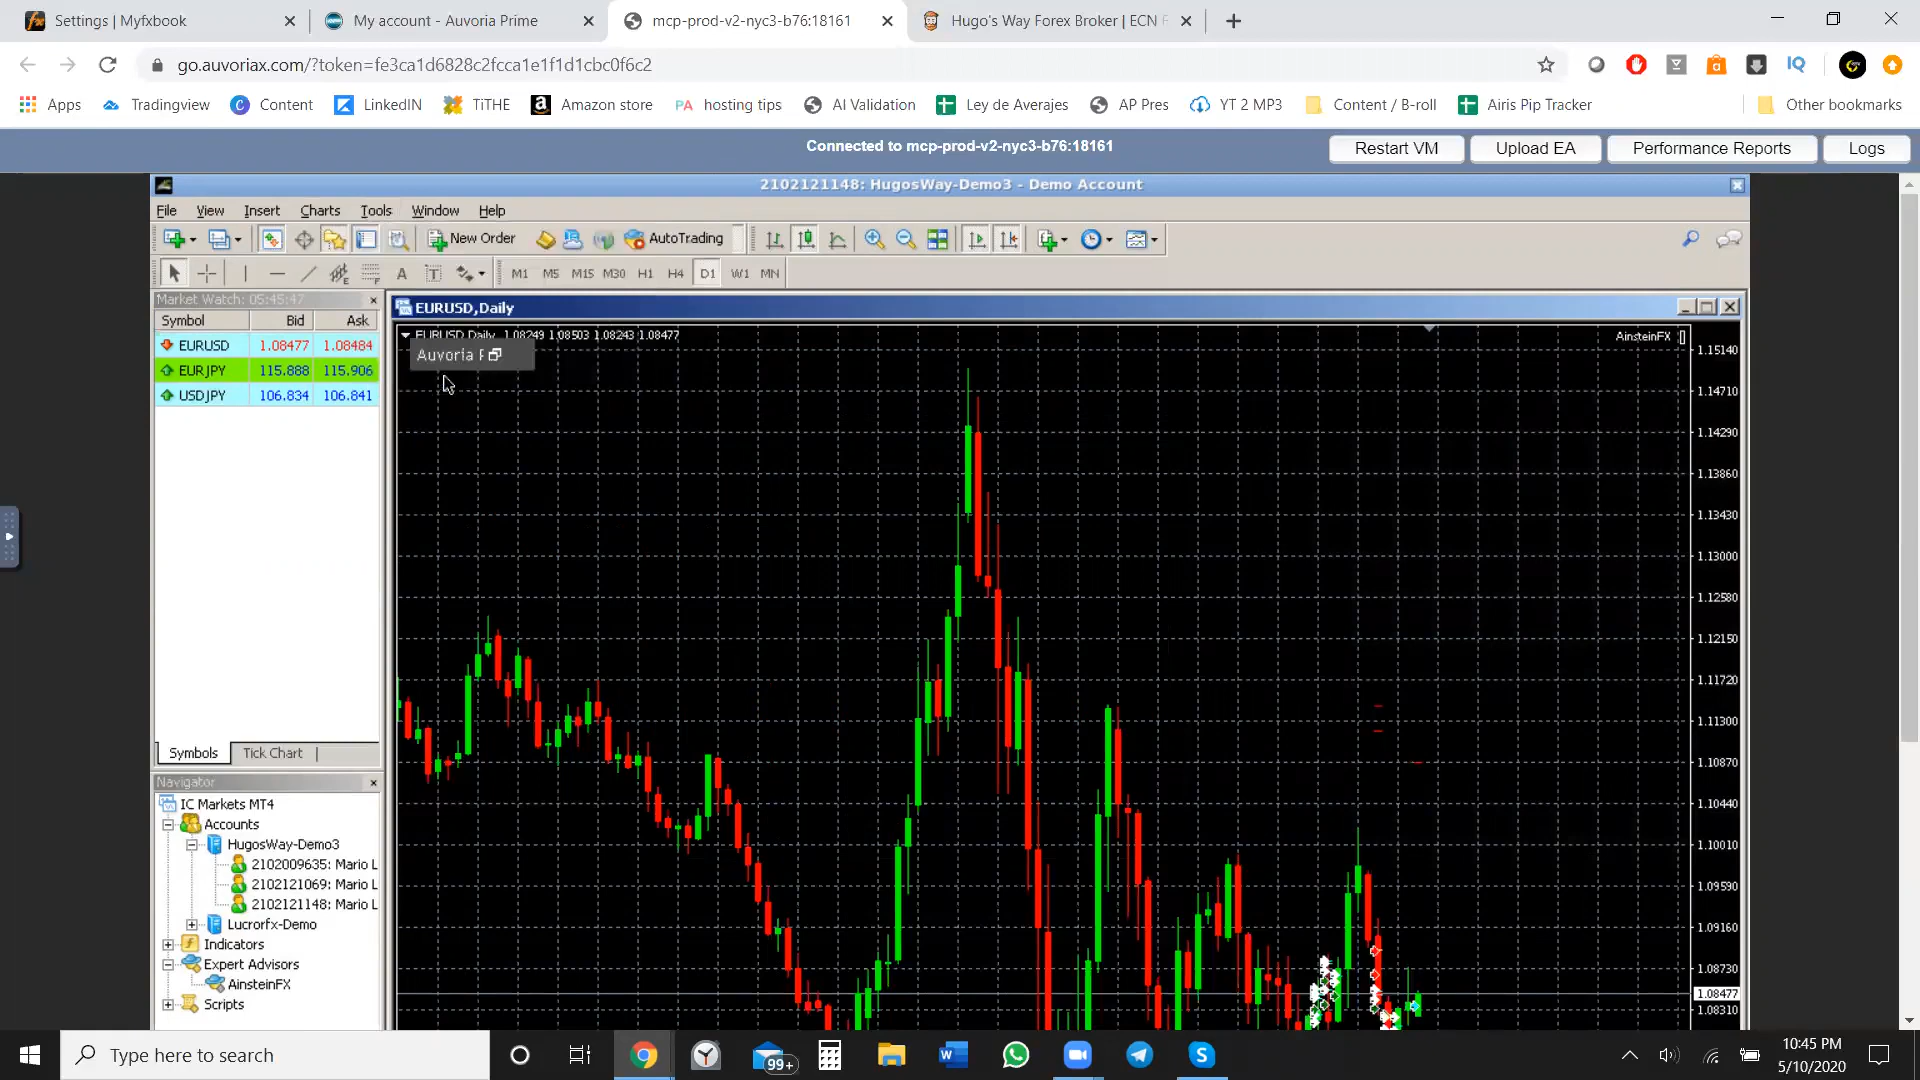 Settings | Myfxbook
My account - Auvoria Prime
mcp-prod-v2-nyc3-b76:18161
Hugo's Way Forex Broker | ECN F
go.auvoriax.com/?token=fe3ca1d6828c2fcca1e1f1d1cbc0f6c2
Apps
Tradingview
Content
LinkedIN
TiTHE
Amazon store
PA hosting tips
AI Validation
Ley de Averajes
AP Pres
YT 2 MP3
Content / B-roll
Airis Pip Tracker
Other bookmarks
IQ
Connected to mcp-prod-v2-nyc3-b76:18161
Restart VM
Upload EA
Performance Reports
Logs
2102121148: HugosWay-Demo3 - Demo Account
File View Insert Charts Tools Window Help
New Order
AutoTrading
A T M1 M5 M15 M30 H1 H4 D1 W1 MN
Market Watch: 05:45:47
Symbol Bid Ask
EURUSD 1.08477 1.08484
EURJPY 115.888 115.906
USDJPY 106.834 106.841
Symbols Tick Chart
Navigator
IC Markets MT4
Accounts
HugosWay-Demo3
2102009635: Mario L
2102121069: Mario L
2102121148: Mario L
Lucrorfx-Demo
Indicators
Expert Advisors
AinsteinFX
Scripts
EURUSD,Daily
EURUSD,Daily 1.08249 1.08503 1.08243 1.08477
Auvoria F
AinsteinFX
1.15140
1.14710
1.14290
1.13860
1.13430
1.13000
1.12580
1.12150
1.11720
1.11300
1.10870
1.10440
1.10010
1.09590
1.09160
1.08730
1.08477
1.08310
Type here to search
99+
10:45 PM
5/10/2020